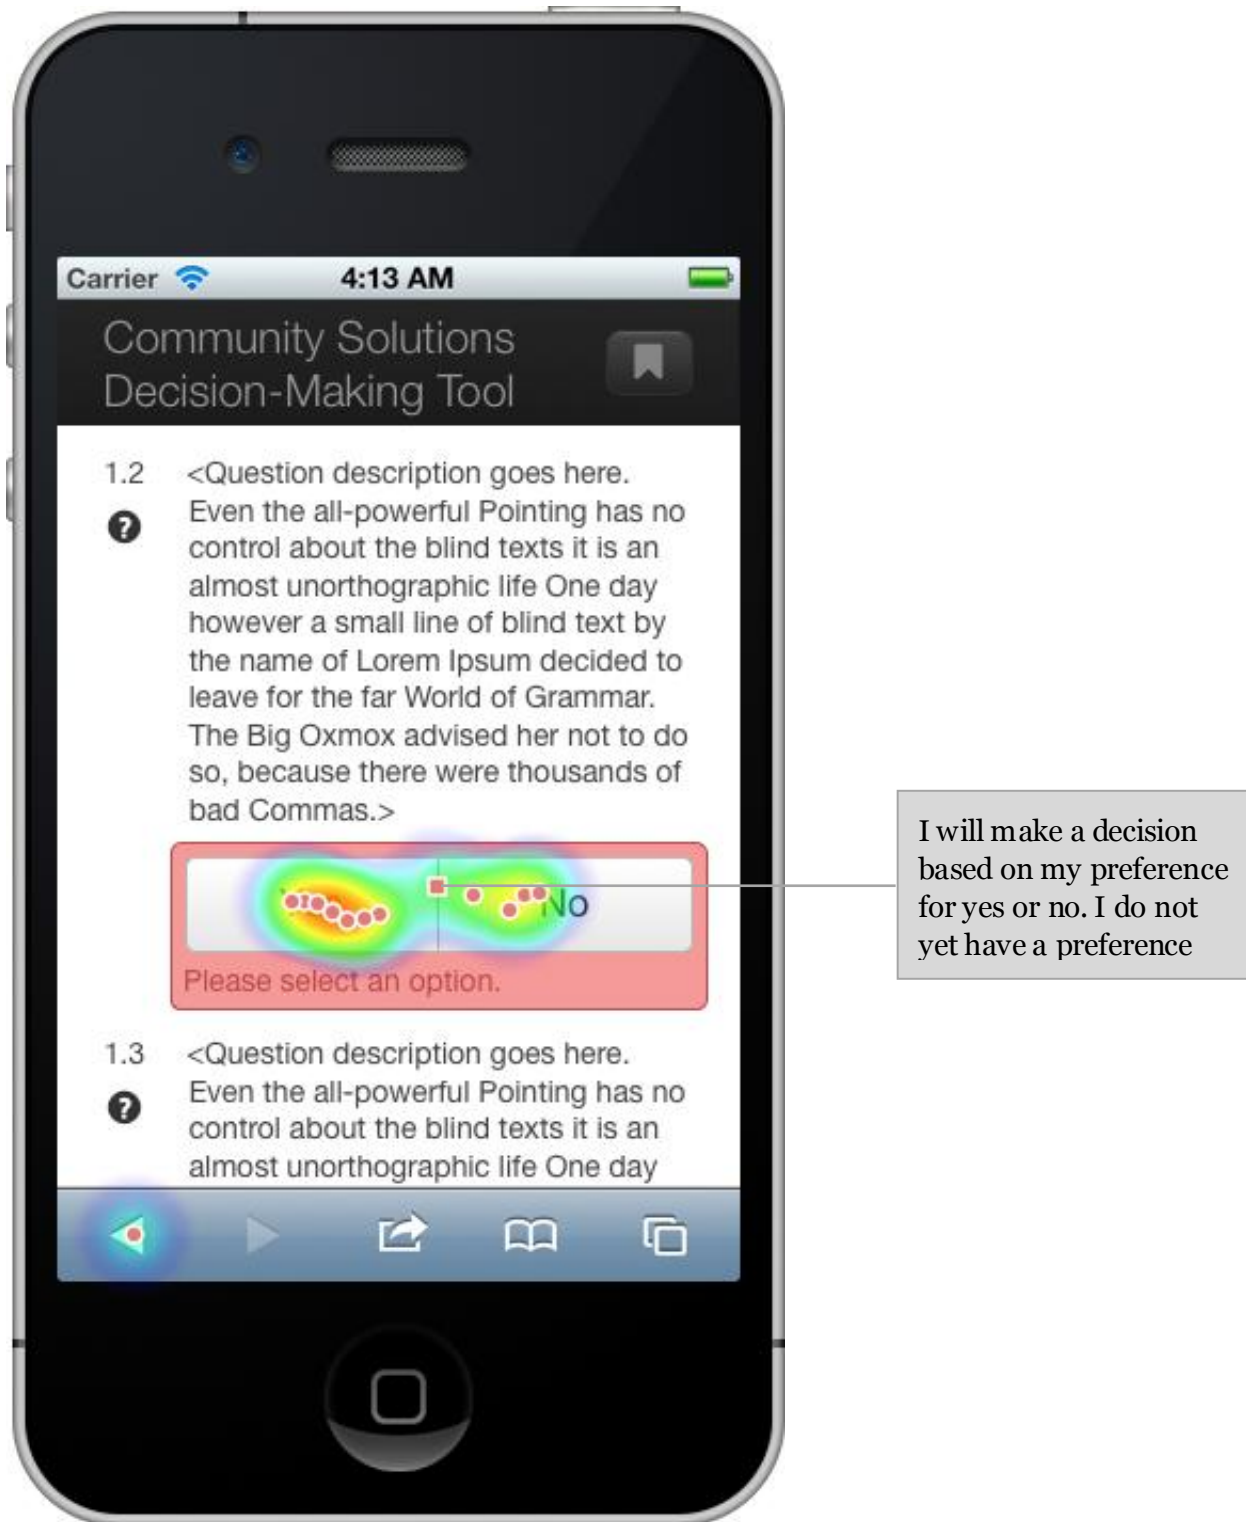 Carrier 4:13 AM
Community Solutions
Decision-Making Tool
1.2 <Question description goes here.
Even the all-powerful Pointing has no
control about the blind texts it is an
almost unorthographic life One day
however a small line of blind text by
the name of Lorem Ipsum decided to
leave for the far World of Grammar.
The Big Oxmox advised her not to do
so, because there were thousands of
bad Commas.>
No
Please select an option.
I will make a decision
based on my preference
for yes or no. I do not
yet have a preference
1.3 <Question description goes here.
Even the all-powerful Pointing has no
control about the blind texts it is an
almost unorthographic life One day